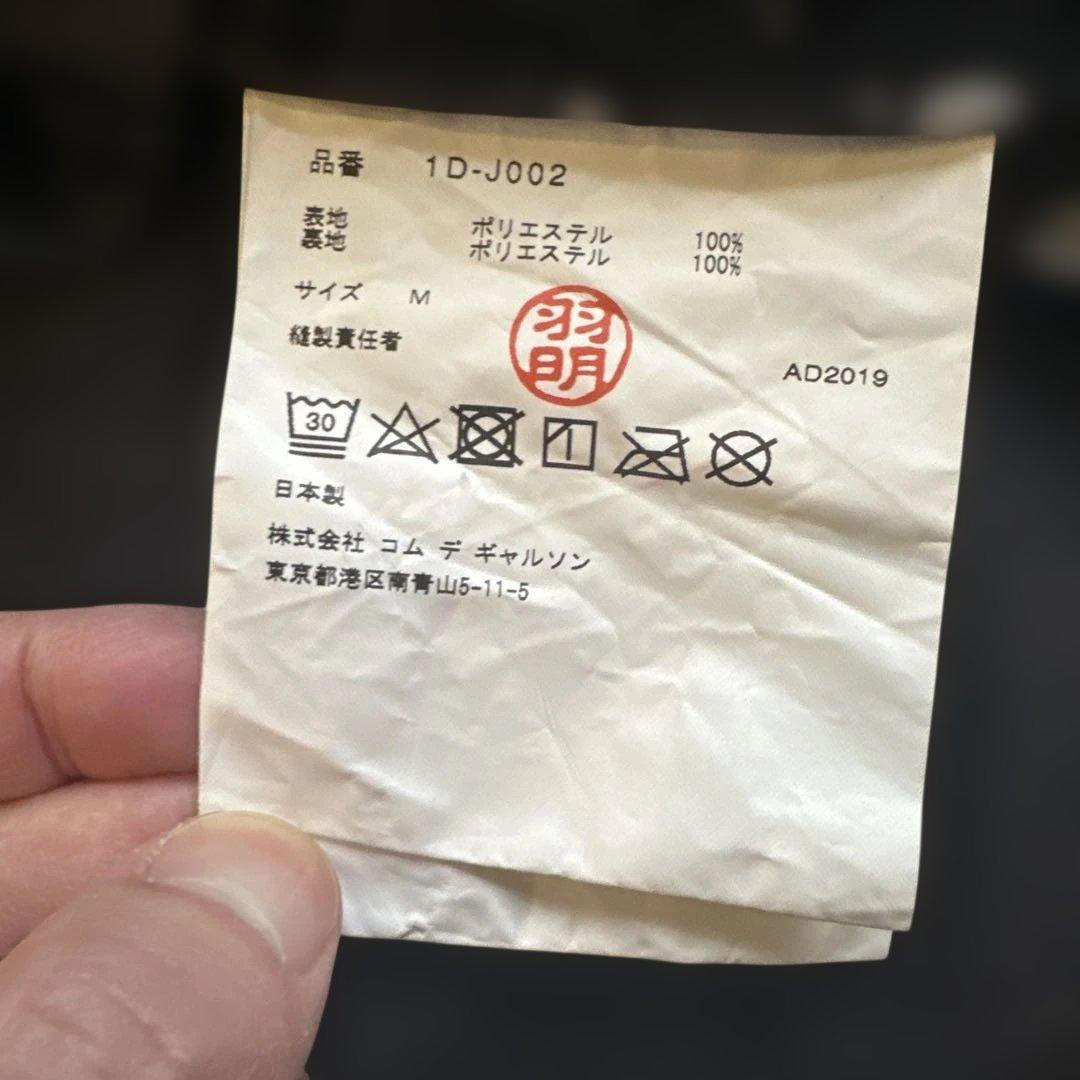 品番 1D-J002
表地 ポリエステル 100%
裏地 ポリエステル 100%
サイズ M
羽明
縫製責任者
AD2019
30
日本製
株式会社 コム デ ギャルソン
東京都港区南青山5-11-5